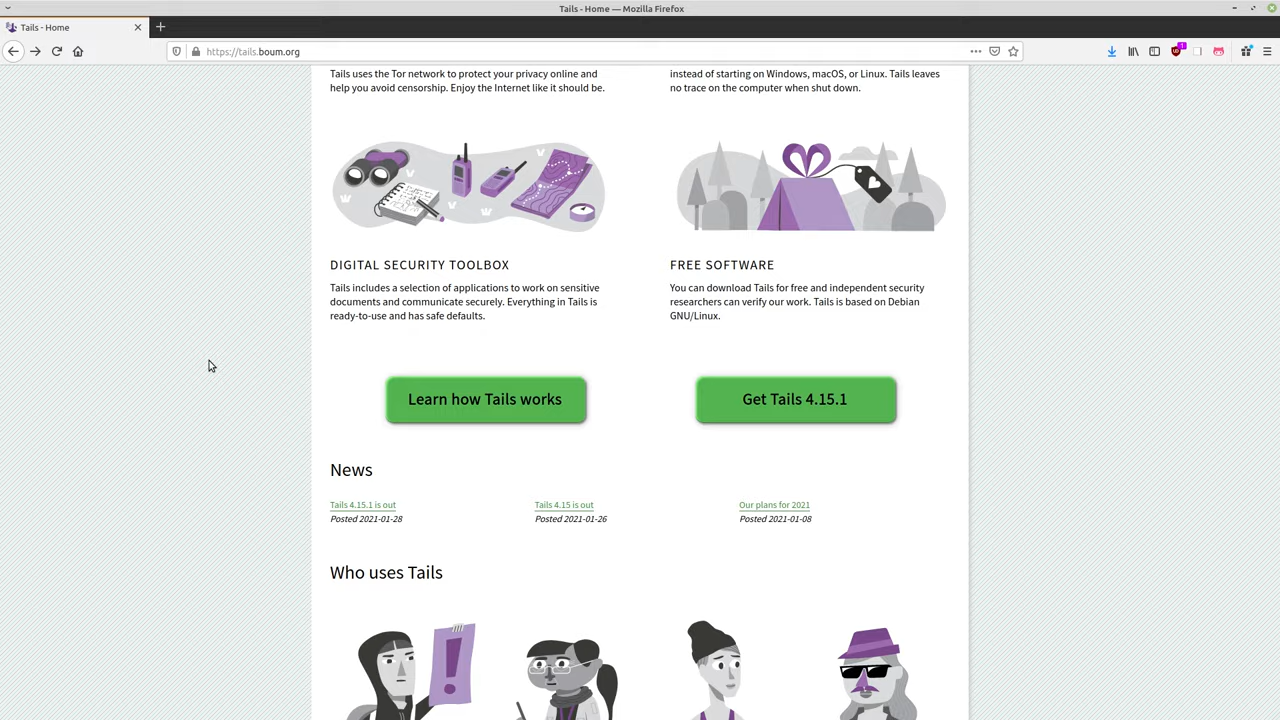 Tails - Home — Mozilla Firefox
Tails - Home
https://tails.boum.org
1
Tails uses the Tor network to protect your privacy online and
help you avoid censorship. Enjoy the Internet like it should be.
instead of starting on Windows, macOS, or Linux. Tails leaves
no trace on the computer when shut down.
DIGITAL SECURITY TOOLBOX
Tails includes a selection of applications to work on sensitive
documents and communicate securely. Everything in Tails is
ready-to-use and has safe defaults.
FREE SOFTWARE
You can download Tails for free and independent security
researchers can verify our work. Tails is based on Debian
GNU/Linux.
Learn how Tails works
Get Tails 4.15.1
News
Tails 4.15.1 is out
Posted 2021-01-28
Tails 4.15 is out
Posted 2021-01-26
Our plans for 2021
Posted 2021-01-08
Who uses Tails
!